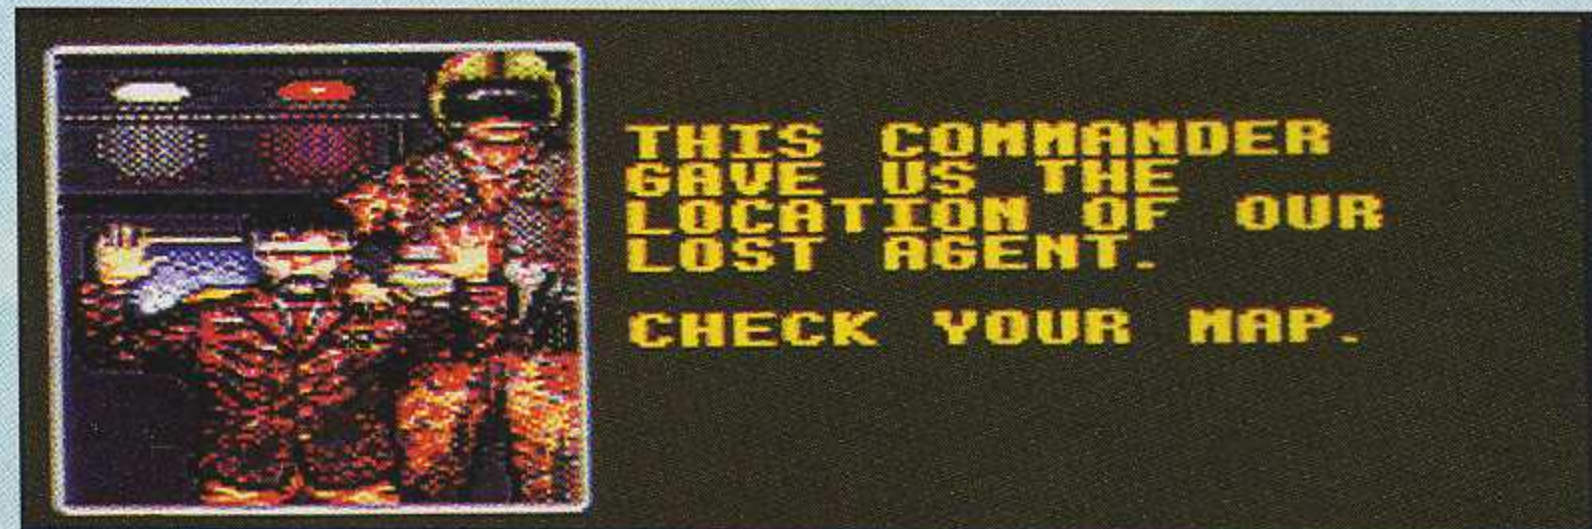 THIS COMMANDER
GAVE US THE
LOCATION OF OUR
LOST AGENT.
CHECK YOUR MAP.